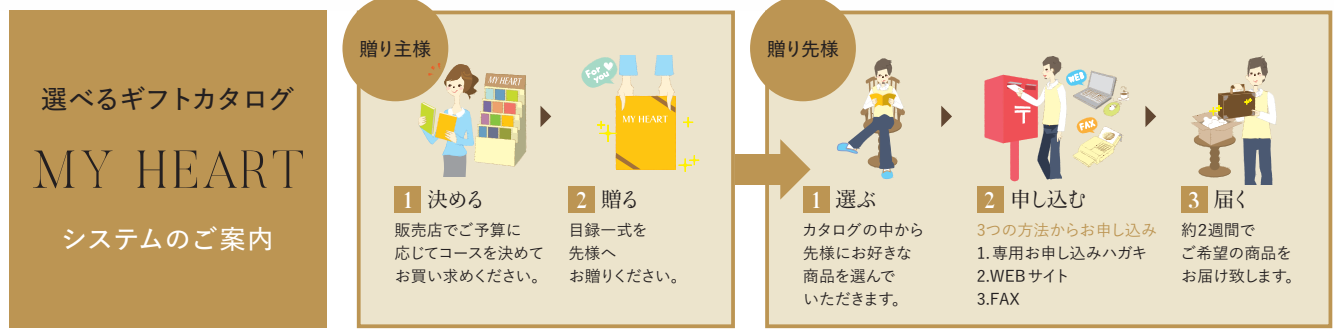 選べるギフトカタログ
MY HEART
システムのご案内
贈り主様
MY HEART
For you
MY HEART
1 決める
販売店でご予算に
応じてコースを決めて
お買い求めください。
2 贈る
目録一式を
先様へ
お贈りください。
贈り先様
WEB
FAX
〒
1 選ぶ
カタログの中から
先様にお好きな
商品を選んで
いただきます。
2 申し込む
3つの方法からお申し込み
1.専用お申し込みハガキ
2.WEBサイト
3.FAX
3 届く
約2週間で
ご希望の商品を
お届け致します。